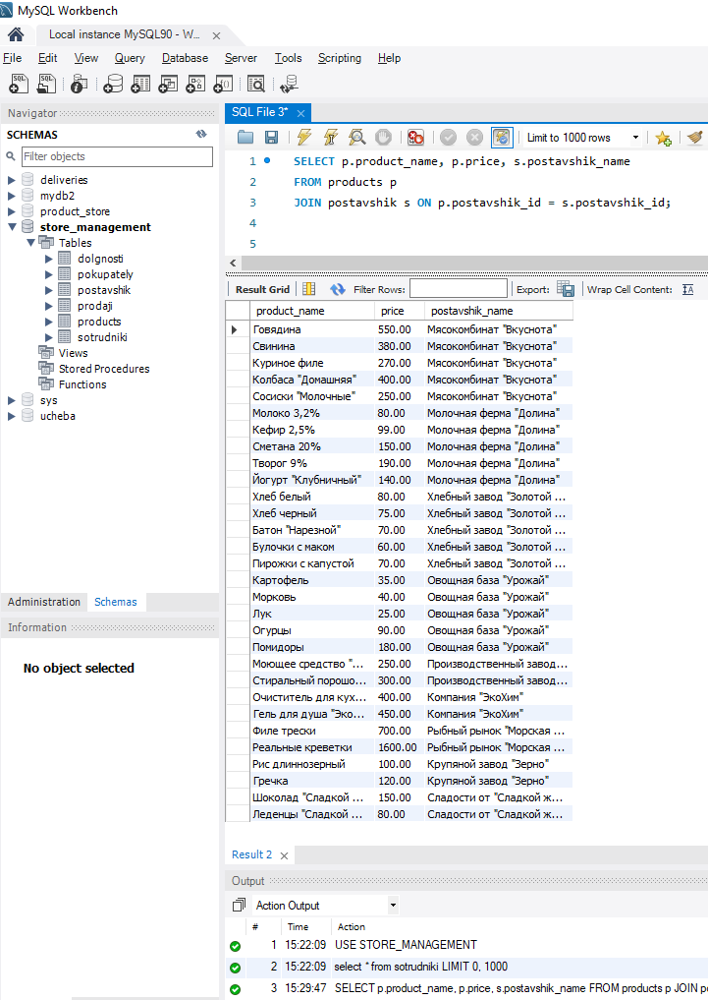 MySQL Workbench
Local instance MySQL90 - W... ×
File Edit View Query Database Server Tools Scripting Help
Navigator
SCHEMAS
Filter objects
deliveries
mydb2
product_store
store_management
Tables
dolgnosti
pokupately
postavshik
prodaji
products
sotrudniki
Views
Stored Procedures
Functions
sys
ucheba
Administration Schemas
Information
No object selected
SQL File 3* ×
Limit to 1000 rows
1 SELECT p.product_name, p.price, s.postavshik_name
2 FROM products p
3 JOIN postavshik s ON p.postavshik_id = s.postavshik_id;
4
5
Result Grid Filter Rows: Export: Wrap Cell Content:
product_name price postavshik_name
Говядина 550.00 Мясокомбинат "Вкуснота"
Свинина 380.00 Мясокомбинат "Вкуснота"
Куриное филе 270.00 Мясокомбинат "Вкуснота"
Колбаса "Домашняя" 400.00 Мясокомбинат "Вкуснота"
Сосиски "Молочные" 250.00 Мясокомбинат "Вкуснота"
Молоко 3,2% 80.00 Молочная ферма "Долина"
Кефир 2,5% 99.00 Молочная ферма "Долина"
Сметана 20% 150.00 Молочная ферма "Долина"
Творог 9% 190.00 Молочная ферма "Долина"
Йогурт "Клубничный" 140.00 Молочная ферма "Долина"
Хлеб белый 80.00 Хлебный завод "Золотой ...
Хлеб черный 75.00 Хлебный завод "Золотой ...
Батон "Нарезной" 70.00 Хлебный завод "Золотой ...
Булочки с маком 60.00 Хлебный завод "Золотой ...
Пирожки с капустой 70.00 Хлебный завод "Золотой ...
Картофель 35.00 Овощная база "Урожай"
Морковь 40.00 Овощная база "Урожай"
Лук 25.00 Овощная база "Урожай"
Огурцы 90.00 Овощная база "Урожай"
Помидоры 180.00 Овощная база "Урожай"
Моющее средство "... 250.00 Производственный завод...
Стиральный порошо... 300.00 Производственный завод...
Очиститель для кух... 400.00 Компания "ЭкоХим"
Гель для душа "Эко... 450.00 Компания "ЭкоХим"
Филе трески 700.00 Рыбный рынок "Морская ...
Реальные креветки 1600.00 Рыбный рынок "Морская ...
Рис длиннозерный 100.00 Крупяной завод "Зерно"
Гречка 120.00 Крупяной завод "Зерно"
Шоколад "Сладкой ... 150.00 Сладости от "Сладкой ж...
Леденцы "Сладкой ... 80.00 Сладости от "Сладкой ж...
Result 2 ×
Output
Action Output
# Time Action
1 15:22:09 USE STORE_MANAGEMENT
2 15:22:09 select * from sotrudniki LIMIT 0, 1000
3 15:29:47 SELECT p.product_name, p.price, s.postavshik_name FROM products p JOIN po